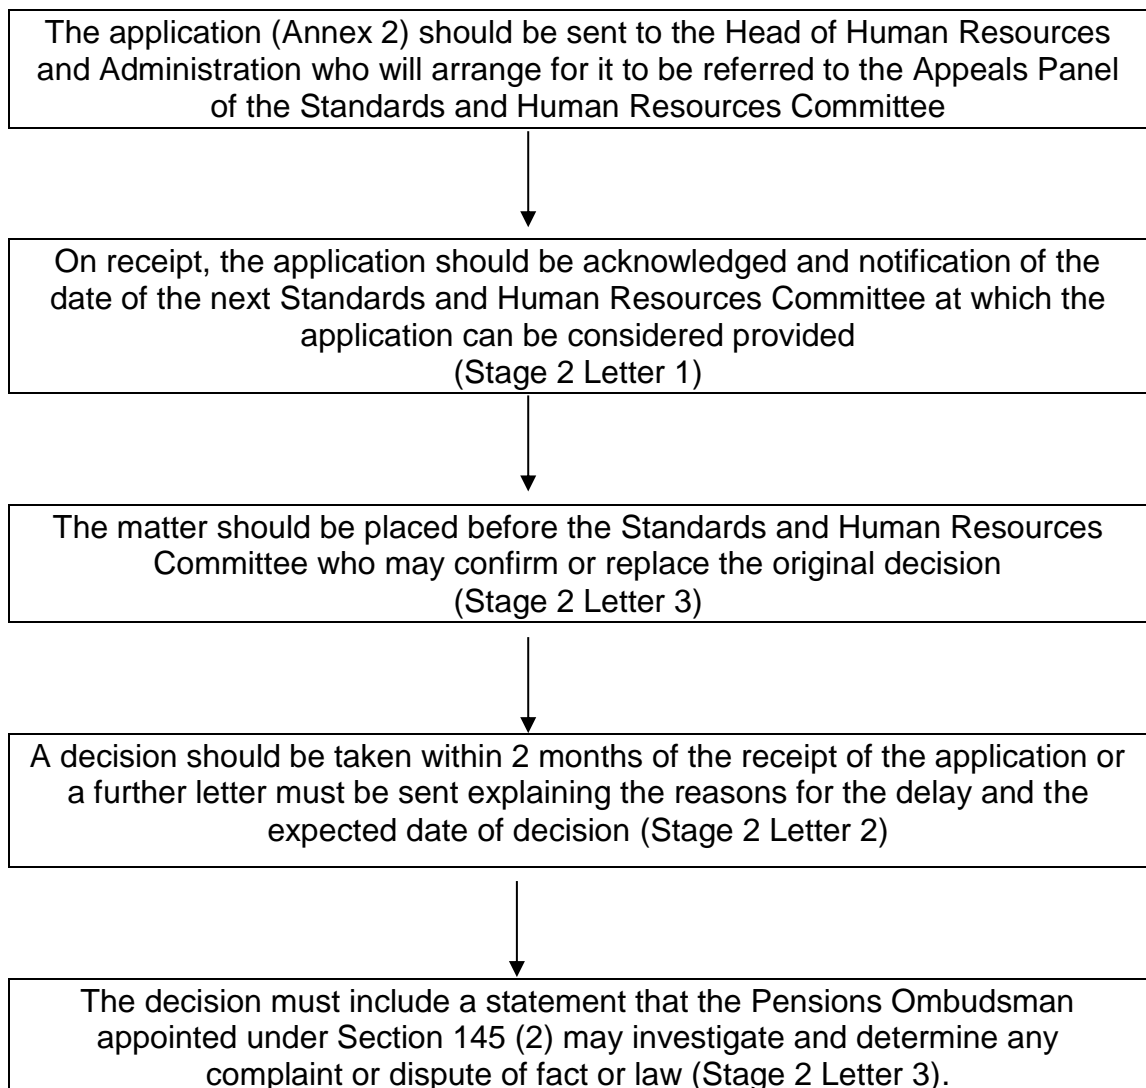 The application (Annex 2) should be sent to the Head of Human Resources
and Administration who will arrange for it to be referred to the Appeals Panel
of the Standards and Human Resources Committee
On receipt, the application should be acknowledged and notification of the
date of the next Standards and Human Resources Committee at which the
application can be considered provided
(Stage 2 Letter 1)
The matter should be placed before the Standards and Human Resources
Committee who may confirm or replace the original decision
(Stage 2 Letter 3)
A decision should be taken within 2 months of the receipt of the application or
a further letter must be sent explaining the reasons for the delay and the
expected date of decision (Stage 2 Letter 2)
The decision must include a statement that the Pensions Ombudsman
appointed under Section 145 (2) may investigate and determine any
complaint or dispute of fact or law (Stage 2 Letter 3).